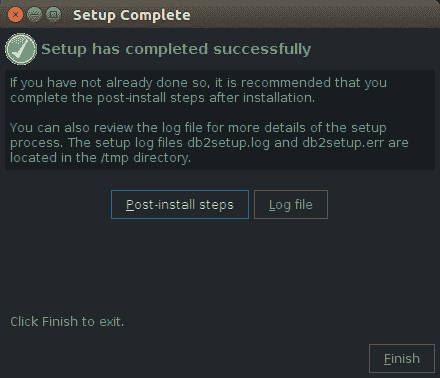 Setup Complete
Setup has completed successfully
If you have not already done so, it is recommended that you
complete the post-install steps after installation.
You can also review the log file for more details of the setup
process. The setup log files db2setup.log and db2setup.err are
located in the /tmp directory.
Post-install steps
Log file
Click Finish to exit.
Finish